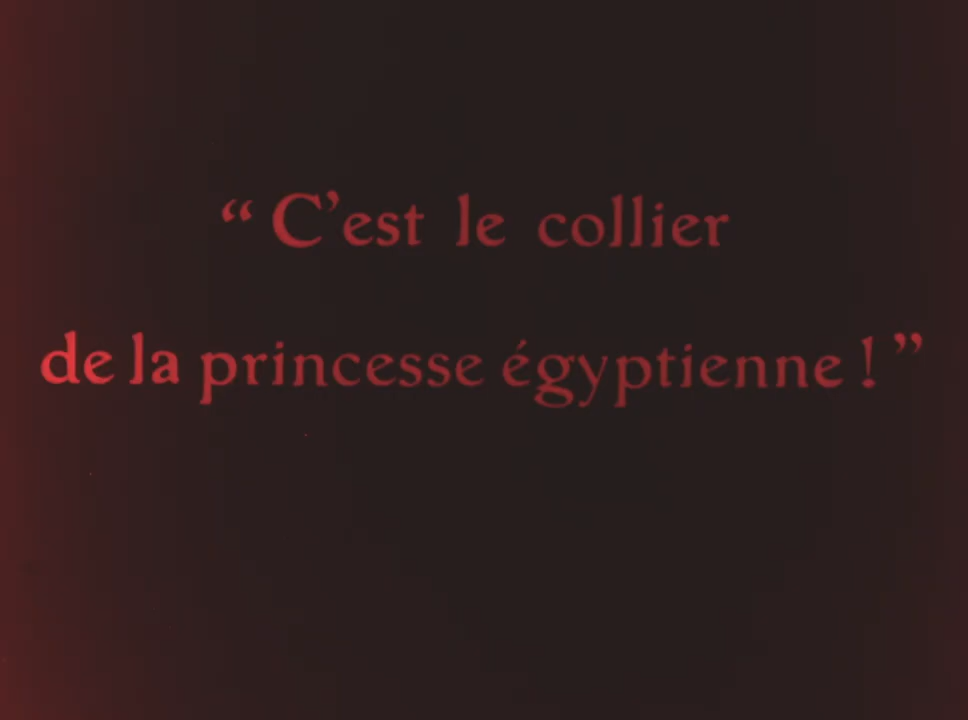 “ C’est le collier
de la princesse égyptienne ! ”